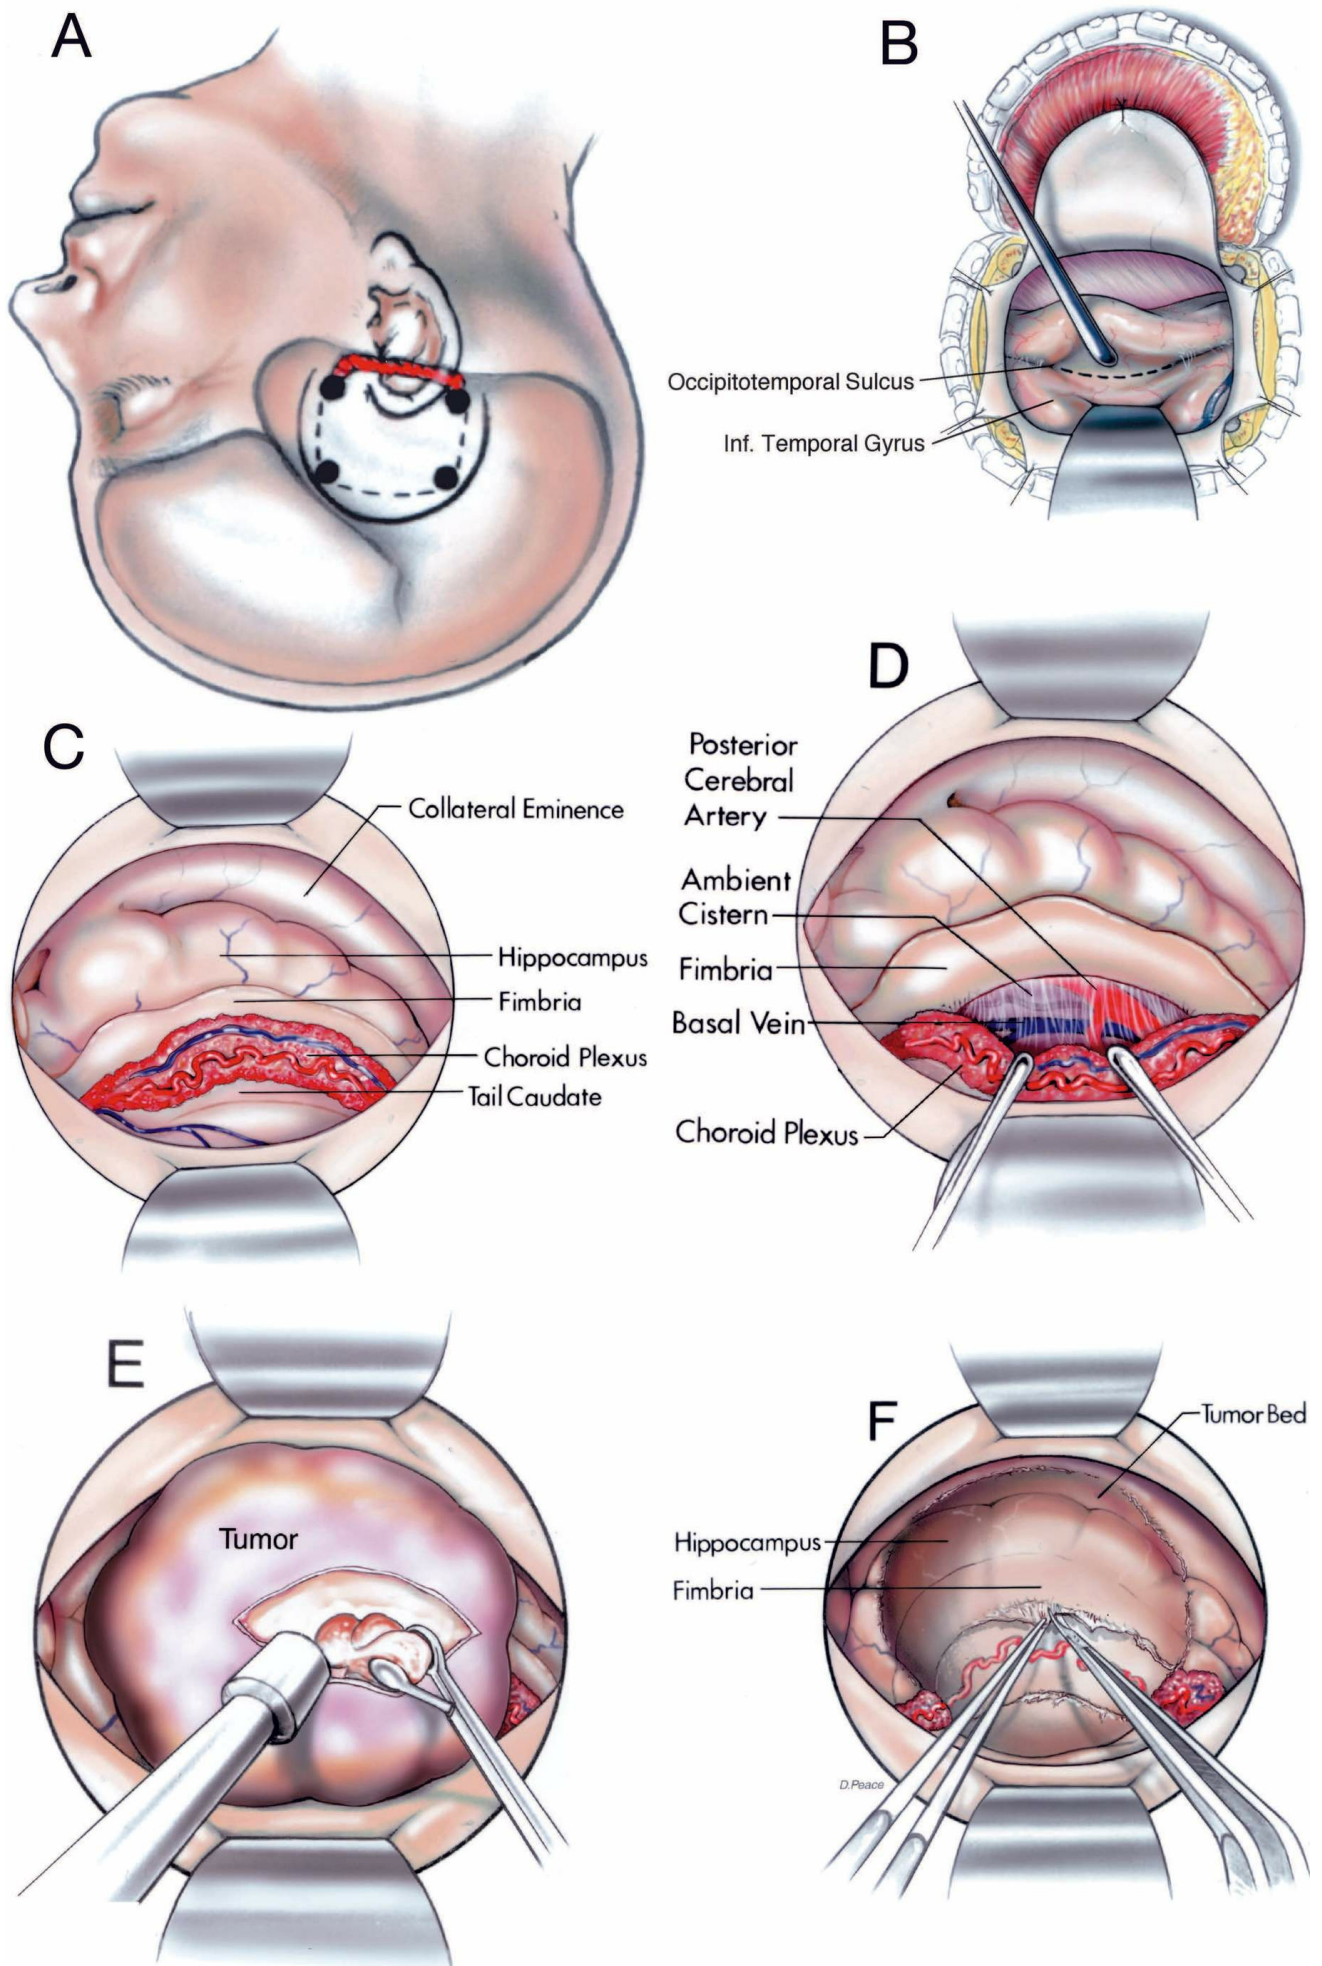 A
B
Occipitotemporal Sulcus
Inf. Temporal Gyrus
C
Collateral Eminence
Hippocampus
Fimbria
Choroid Plexus
Tail Caudate
D
Posterior
Cerebral
Artery
Ambient
Cistern
Fimbria
Basal Vein
Choroid Plexus
E
Tumor
F
Tumor Bed
Hippocampus
Fimbria
D.Peace